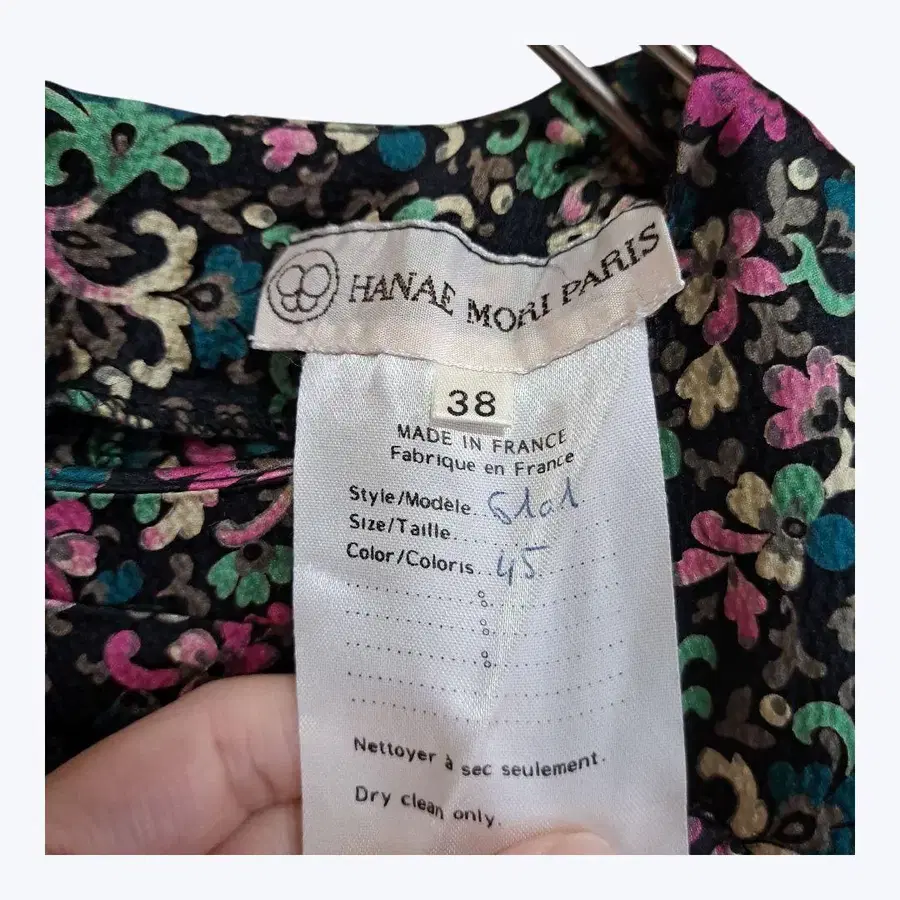 HANAE MORI PARIS
38
MADE IN FRANCE
Fabrique en France
Style/Modèle
Size/Taille
Color/Coloris 45
%
%
%
Nettoyer à sec seulement.
Dry clean only.